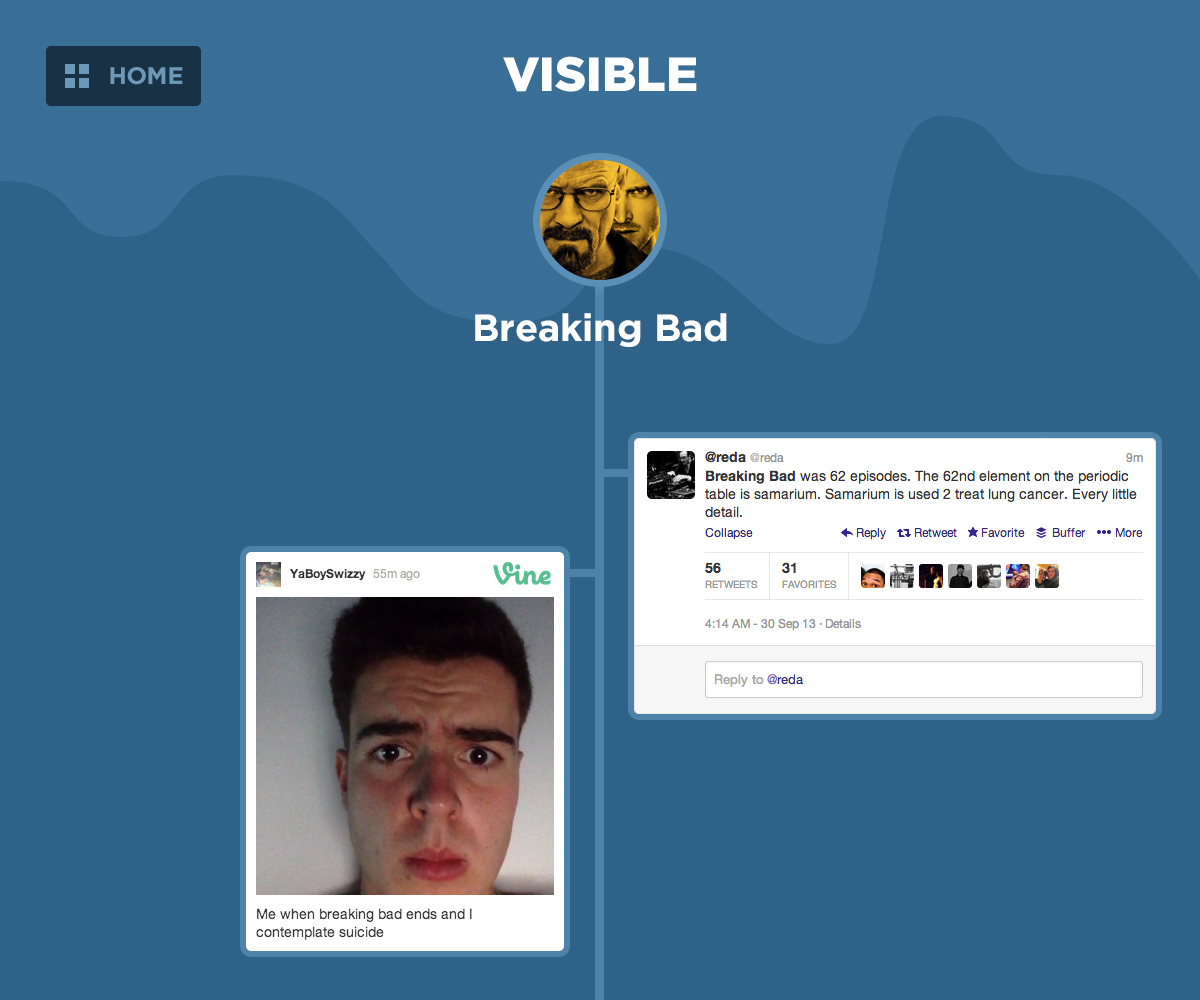 HOME
VISIBLE
Breaking Bad
@reda @reda 9m
Breaking Bad was 62 episodes. The 62nd element on the periodic
table is samarium. Samarium is used 2 treat lung cancer. Every little
detail.
Collapse Reply Retweet Favorite Buffer More
56 31
RETWEETS FAVORITES
4:14 AM - 30 Sep 13 · Details
Reply to @reda
YaBoySwizzy 55m ago Vine
Me when breaking bad ends and I
contemplate suicide